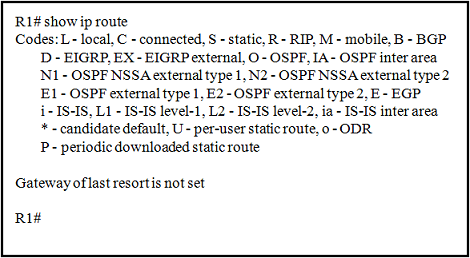 R1# show ip route
Codes: L - local, C - connected, S - static, R - RIP, M - mobile, B - BGP
D - EIGRP, EX - EIGRP external, O - OSPF, IA - OSPF inter area
N1 - OSPF NSSA external type 1, N2 - OSPF NSSA external type 2
E1 - OSPF external type 1, E2 - OSPF external type 2, E - EGP
i - IS-IS, L1 - IS-IS level-1, L2 - IS-IS level-2, ia - IS-IS inter area
* - candidate default, U - per-user static route, o - ODR
P - periodic downloaded static route
Gateway of last resort is not set
R1#